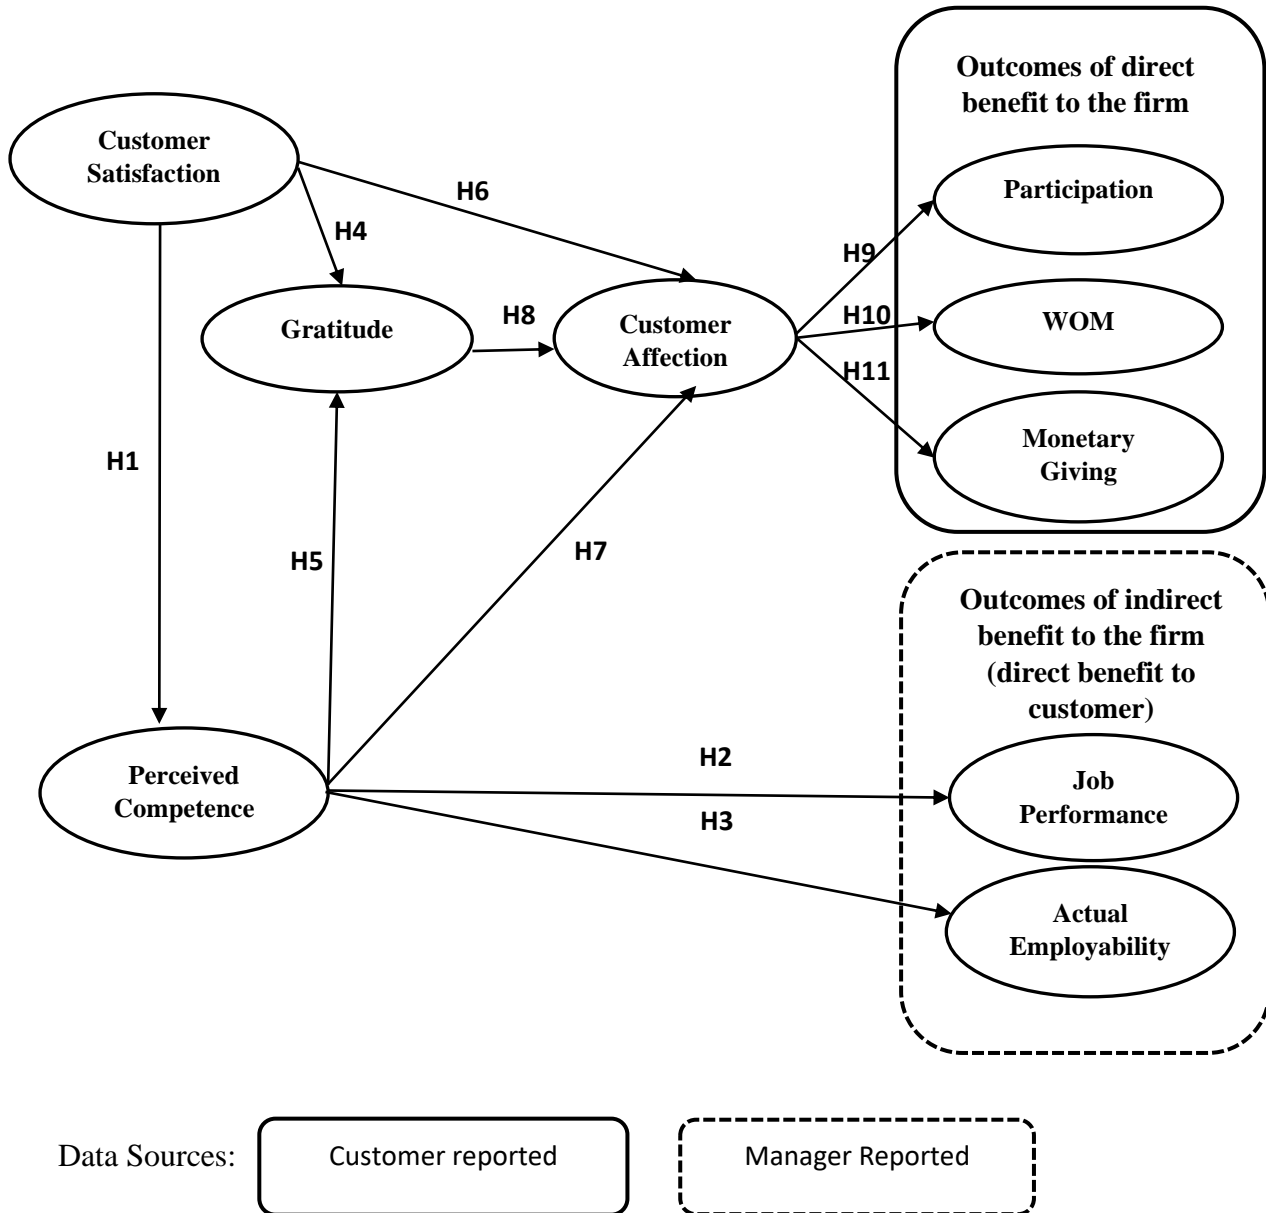 Outcomes of direct
benefit to the firm
Customer
Satisfaction
Participation
H6
H4
H9
Gratitude
H8
Customer
Affection
H10
WOM
H11
Monetary
Giving
H1
H5
H7
Outcomes of indirect
benefit to the firm
(direct benefit to
customer)
Perceived
Competence
H2
Job
Performance
H3
Actual
Employability
Data Sources:
Customer reported
Manager Reported